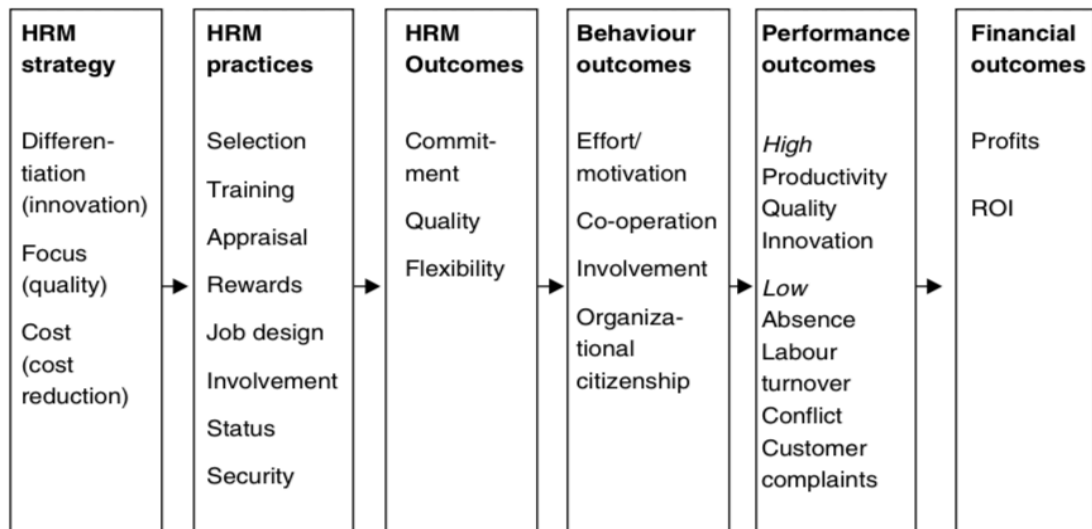 HRM
strategy
Differen-
tiation
(innovation)
Focus
(quality)
Cost
(cost
reduction)
HRM
practices
Selection
Training
Appraisal
Rewards
Job design
Involvement
Status
Security
HRM
Outcomes
Commit-
ment
Quality
Flexibility
Behaviour
outcomes
Effort/
motivation
Co-operation
Involvement
Organiza-
tional
citizenship
Performance
outcomes
High
Productivity
Quality
Innovation
Low
Absence
Labour
turnover
Conflict
Customer
complaints
Financial
outcomes
Profits
ROI